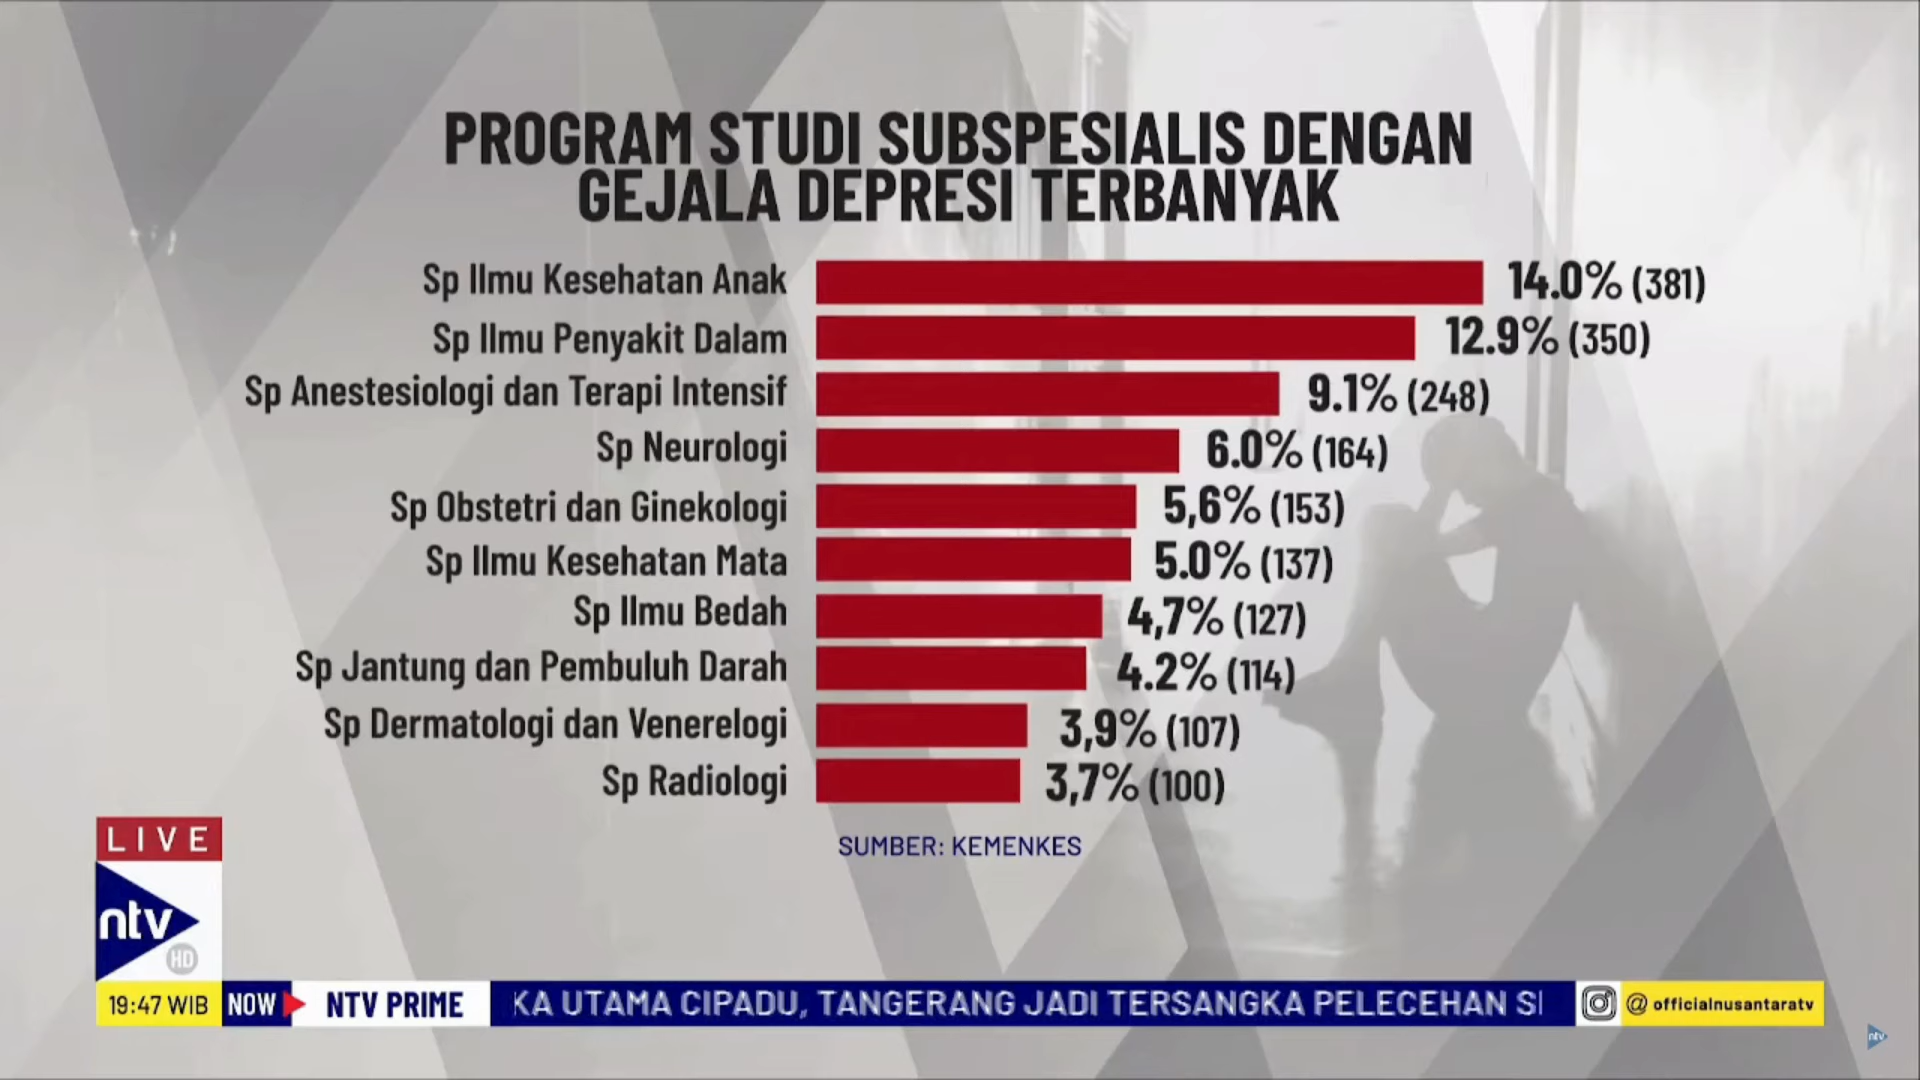 PROGRAM STUDI SUBSPESIALIS DENGAN
GEJALA DEPRESI TERBANYAK
Sp Ilmu Kesehatan Anak 14.0% (381)
Sp Ilmu Penyakit Dalam 12.9% (350)
Sp Anestesiologi dan Terapi Intensif 9.1% (248)
Sp Neurologi 6.0% (164)
Sp Obstetri dan Ginekologi 5,6% (153)
Sp Ilmu Kesehatan Mata 5.0% (137)
Sp Ilmu Bedah 4,7% (127)
Sp Jantung dan Pembuluh Darah 4.2% (114)
Sp Dermatologi dan Venerelogi 3,9% (107)
Sp Radiologi 3,7% (100)
SUMBER: KEMENKES
LIVE
ntv
HD
19:47 WIB NOW NTV PRIME KA UTAMA CIPADU, TANGERANG JADI TERSANGKA PELECEHAN SI @officialnusantaratv
ntv